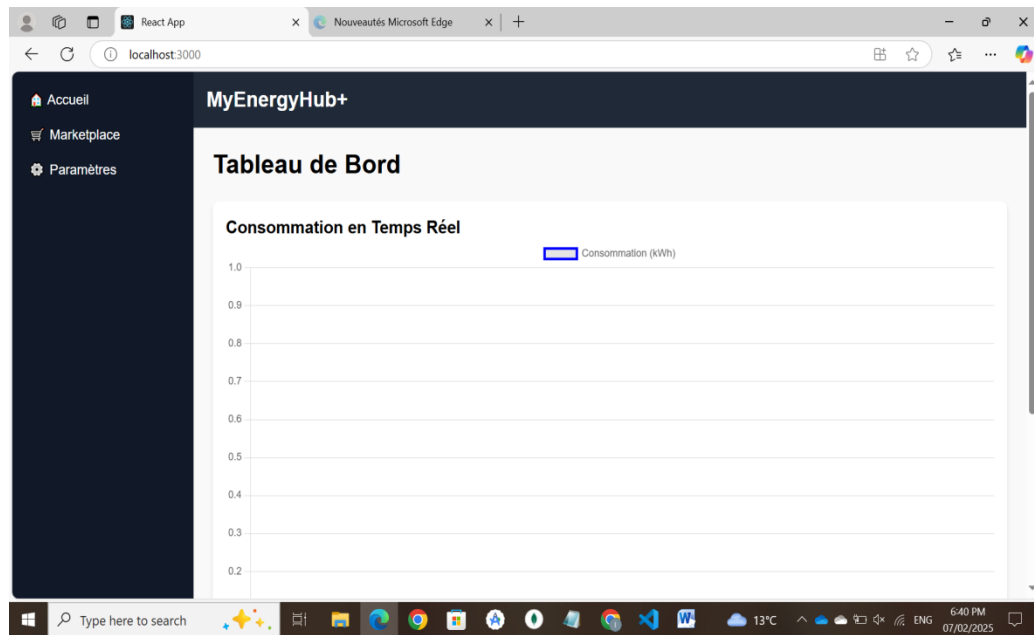 React App
Nouveautés Microsoft Edge
localhost:3000
Accueil
Marketplace
Paramètres
MyEnergyHub+
Tableau de Bord
Consommation en Temps Réel
Consommation (kWh)
1.0
0.9
0.8
0.7
0.6
0.5
0.4
0.3
0.2
Type here to search
13°C
ENG
6:40 PM
07/02/2025